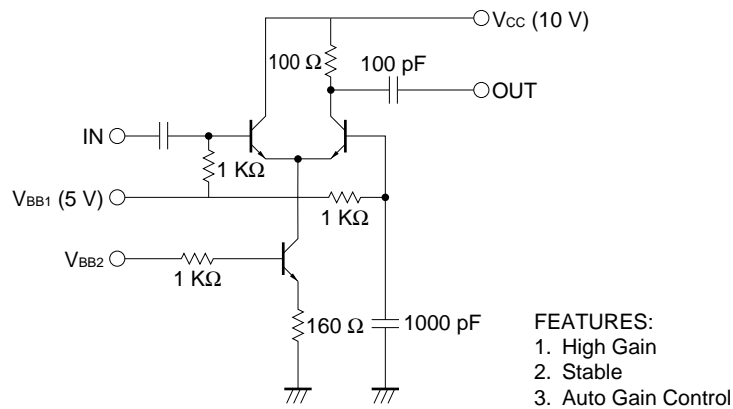 VCC (10 V)
100 Ω
100 pF
OUT
IN
1 KΩ
VBB1 (5 V)
1 KΩ
VBB2
1 KΩ
160 Ω
1000 pF
FEATURES:
1. High Gain
2. Stable
3. Auto Gain Control